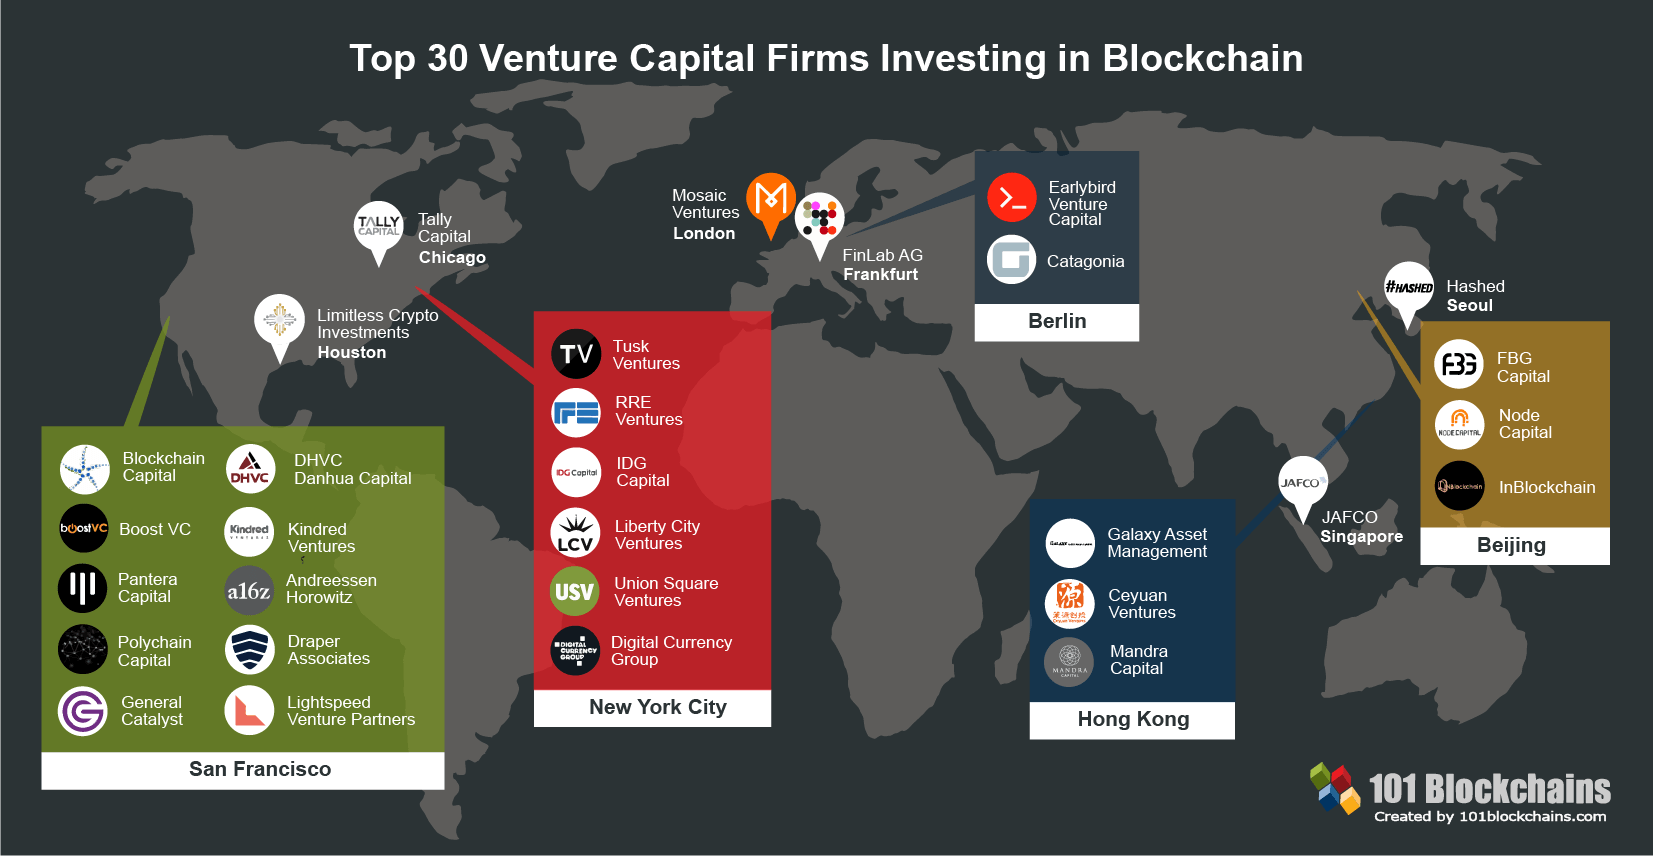 Top 30 Venture Capital Firms Investing in Blockchain
TALLY
CAPITAL
Tally
Capital
Chicago
Limitless Crypto
Investments
Houston
Mosaic
Ventures
London
FinLab AG
Frankfurt
Earlybird
Venture
Capital
Catagonia
Berlin
#HASHED
Hashed
Seoul
FBG
FBG
Capital
NODE CAPITAL
Node
Capital
INBlockchain
InBlockchain
Beijing
JAFCO
JAFCO
Singapore
Blockchain
Capital
boostVC
Boost VC
Pantera
Capital
Polychain
Capital
General
Catalyst
DHVC
DHVC
Danhua Capital
Kindred
ventures
Kindred
Ventures
a16z
Andreessen
Horowitz
Draper
Associates
Lightspeed
Venture Partners
San Francisco
TV
Tusk
Ventures
RRE
Ventures
IDG Capital
IDG
Capital
LCV
Liberty City
Ventures
USV
Union Square
Ventures
DIGITAL
CURRENCY
GROUP
Digital Currency
Group
New York City
Galaxy Asset
Management
Ceyuan Ventures
Ceyuan
Ventures
MANDRA
CAPITAL
Mandra
Capital
Hong Kong
101 Blockchains
Created by 101blockchains.com